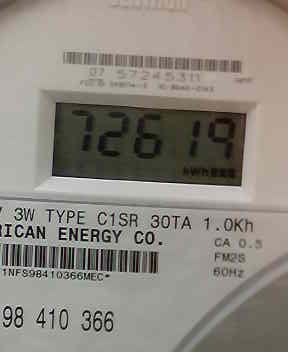 07 57245311
72619
kWh
V 3W TYPE C1SR 30TA 1.0Kh
RICAN ENERGY CO.
CA 0.5
FM2S
60Hz
1NFS98410366MEC*
98 410 366